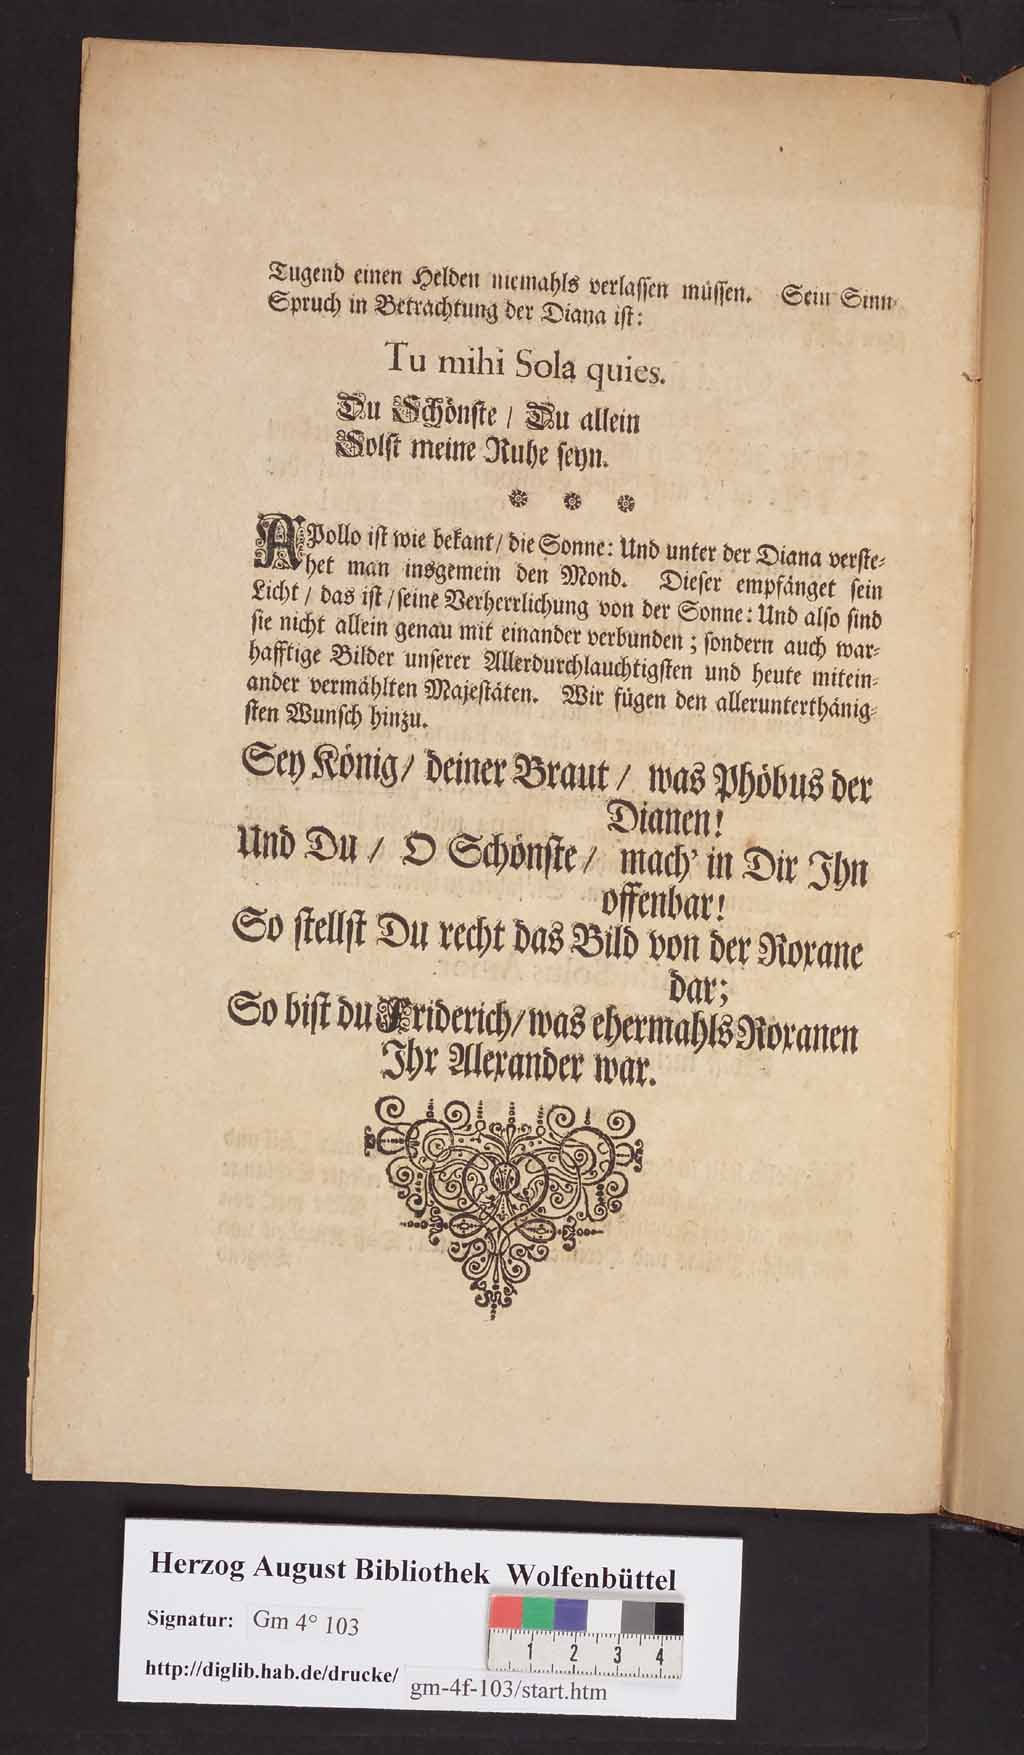 Tugend einen Helden niemahls verlassen müssen. Sein Sinn-
Spruch in Betrachtung der Diana ist:
Tu mihi Sola quies.
Du Schönste / Du allein
Solst meine Ruhe seyn.
APollo ist wie bekant / die Sonne: Und unter der Diana verste-
het man insgemein den Mond. Dieser empfänget sein
Licht / das ist / seine Verherrlichung von der Sonne: Und also sind
sie nicht allein genau mit einander verbunden; sondern auch war-
hafftige Bilder unserer Allerdurchlauchtigsten und heute mitein-
ander vermählten Majestäten. Wir fügen den allerunterthänig-
sten Wunsch hinzu.
Sey König / deiner Braut / was Phöbus der
Dianen!
Und Du / O Schönste / mach' in Dir Ihn
offenbar!
So stellst Du recht das Bild von der Roxane
dar;
So bist du Friderich / was ehermahls Roxanen
Ihr Alexander war.
Herzog August Bibliothek Wolfenbüttel
Signatur: Gm 4° 103
1 2 3 4
http://diglib.hab.de/drucke/ gm-4f-103/start.htm